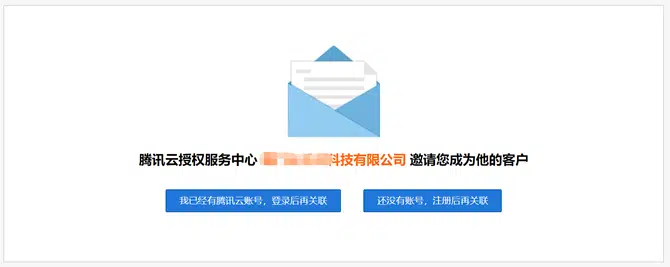 腾讯云授权服务中心 科技有限公司 邀请您成为他的客户
我已经有腾讯云账号，登录后再关联
还没有账号，注册后再关联